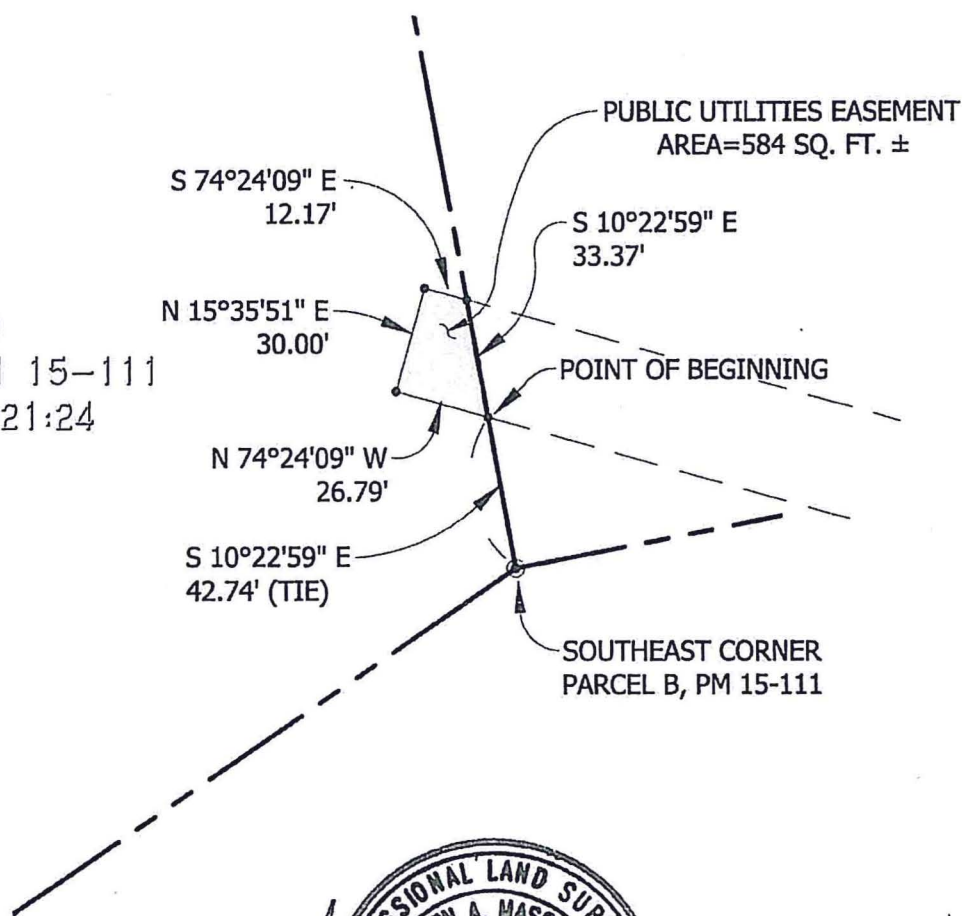 PUBLIC UTILITIES EASEMENT
AREA=584 SQ. FT. ±
S 74°24'09" E
12.17'
S 10°22'59" E
33.37'
N 15°35'51" E
30.00'
15-111
21:24
POINT OF BEGINNING
N 74°24'09" W
26.79'
S 10°22'59" E
42.74' (TIE)
SOUTHEAST CORNER
PARCEL B, PM 15-111
LAND
A.